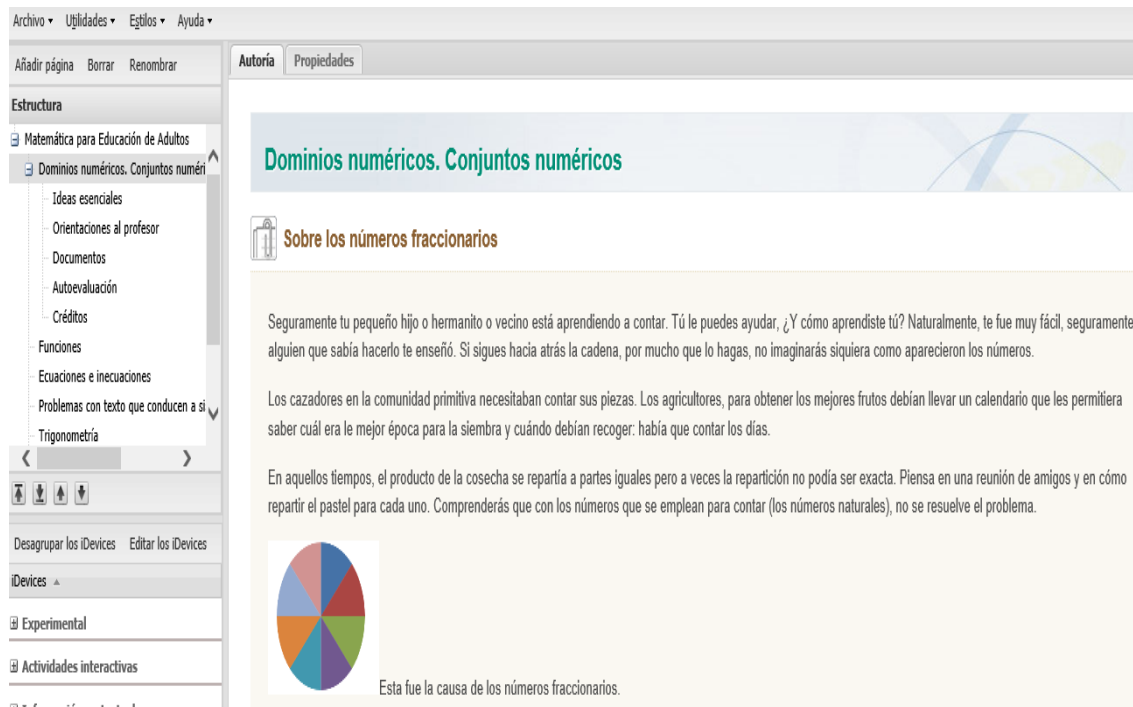 Archivo Utilidades Estilos Ayuda
Añadir página Borrar Renombrar
Estructura
Matemática para Educación de Adultos
Dominios numéricos. Conjuntos numéri
Ideas esenciales
Orientaciones al profesor
Documentos
Autoevaluación
Créditos
Funciones
Ecuaciones e inecuaciones
Problemas con texto que conducen a si
Trigonometría
Desagrupar los iDevices Editar los iDevices
iDevices
Experimental
Actividades interactivas
Autoría Propiedades
Dominios numéricos. Conjuntos numéricos
Sobre los números fraccionarios
Seguramente tu pequeño hijo o hermanito o vecino está aprendiendo a contar. Tú le puedes ayudar, ¿Y cómo aprendiste tú? Naturalmente, te fue muy fácil, seguramente
alguien que sabía hacerlo te enseñó. Si sigues hacia atrás la cadena, por mucho que lo hagas, no imaginarás siquiera como aparecieron los números.
Los cazadores en la comunidad primitiva necesitaban contar sus piezas. Los agricultores, para obtener los mejores frutos debían llevar un calendario que les permitiera
saber cuál era le mejor época para la siembra y cuándo debían recoger: había que contar los días.
En aquellos tiempos, el producto de la cosecha se repartía a partes iguales pero a veces la repartición no podía ser exacta. Piensa en una reunión de amigos y en cómo
repartir el pastel para cada uno. Comprenderás que con los números que se emplean para contar (los números naturales), no se resuelve el problema.
Esta fue la causa de los números fraccionarios.